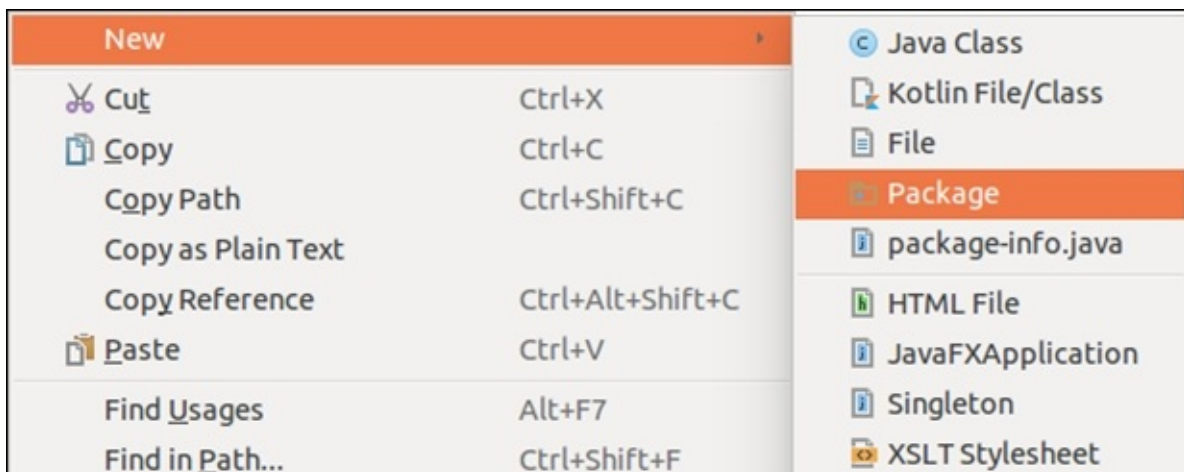 New
Cut Ctrl+X
Copy Ctrl+C
Copy Path Ctrl+Shift+C
Copy as Plain Text
Copy Reference Ctrl+Alt+Shift+C
Paste Ctrl+V
Find Usages Alt+F7
Find in Path... Ctrl+Shift+F
Java Class
Kotlin File/Class
File
Package
package-info.java
HTML File
JavaFXApplication
Singleton
XSLT Stylesheet